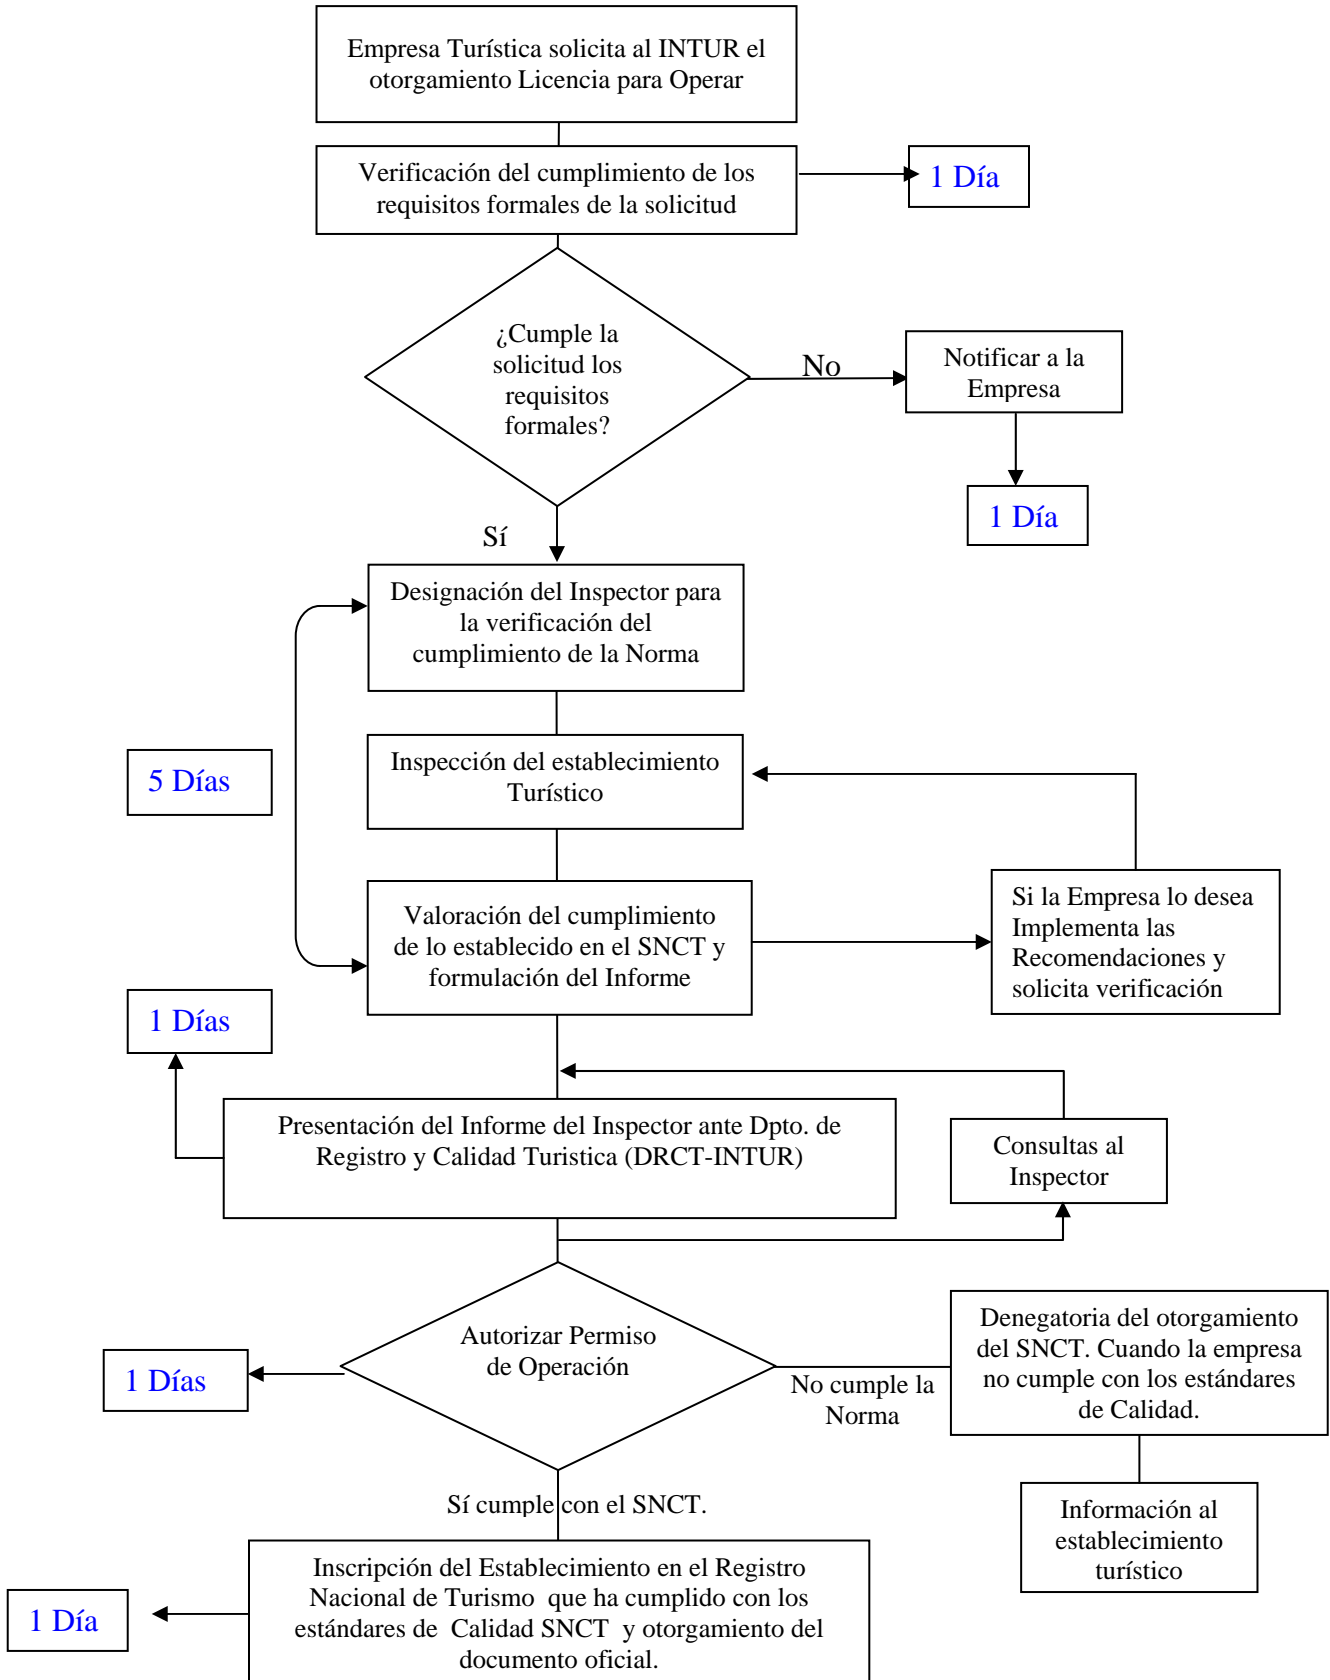 Empresa Turística solicita al INTUR el
otorgamiento Licencia para Operar
Verificación del cumplimiento de los
requisitos formales de la solicitud
1 Día
¿Cumple la
solicitud los
requisitos
formales?
No
Notificar a la
Empresa
1 Día
Sí
Designación del Inspector para
la verificación del
cumplimiento de la Norma
5 Días
Inspección del establecimiento
Turístico
Valoración del cumplimiento
de lo establecido en el SNCT y
formulación del Informe
Si la Empresa lo desea
Implementa las
Recomendaciones y
solicita verificación
1 Días
Presentación del Informe del Inspector ante Dpto. de
Registro y Calidad Turistica (DRCT-INTUR)
Consultas al
Inspector
Autorizar Permiso
de Operación
1 Días
No cumple la
Norma
Denegatoria del otorgamiento
del SNCT. Cuando la empresa
no cumple con los estándares
de Calidad.
Información al
establecimiento
turístico
Sí cumple con el SNCT.
Inscripción del Establecimiento en el Registro
Nacional de Turismo que ha cumplido con los
estándares de Calidad SNCT y otorgamiento del
documento oficial.
1 Día